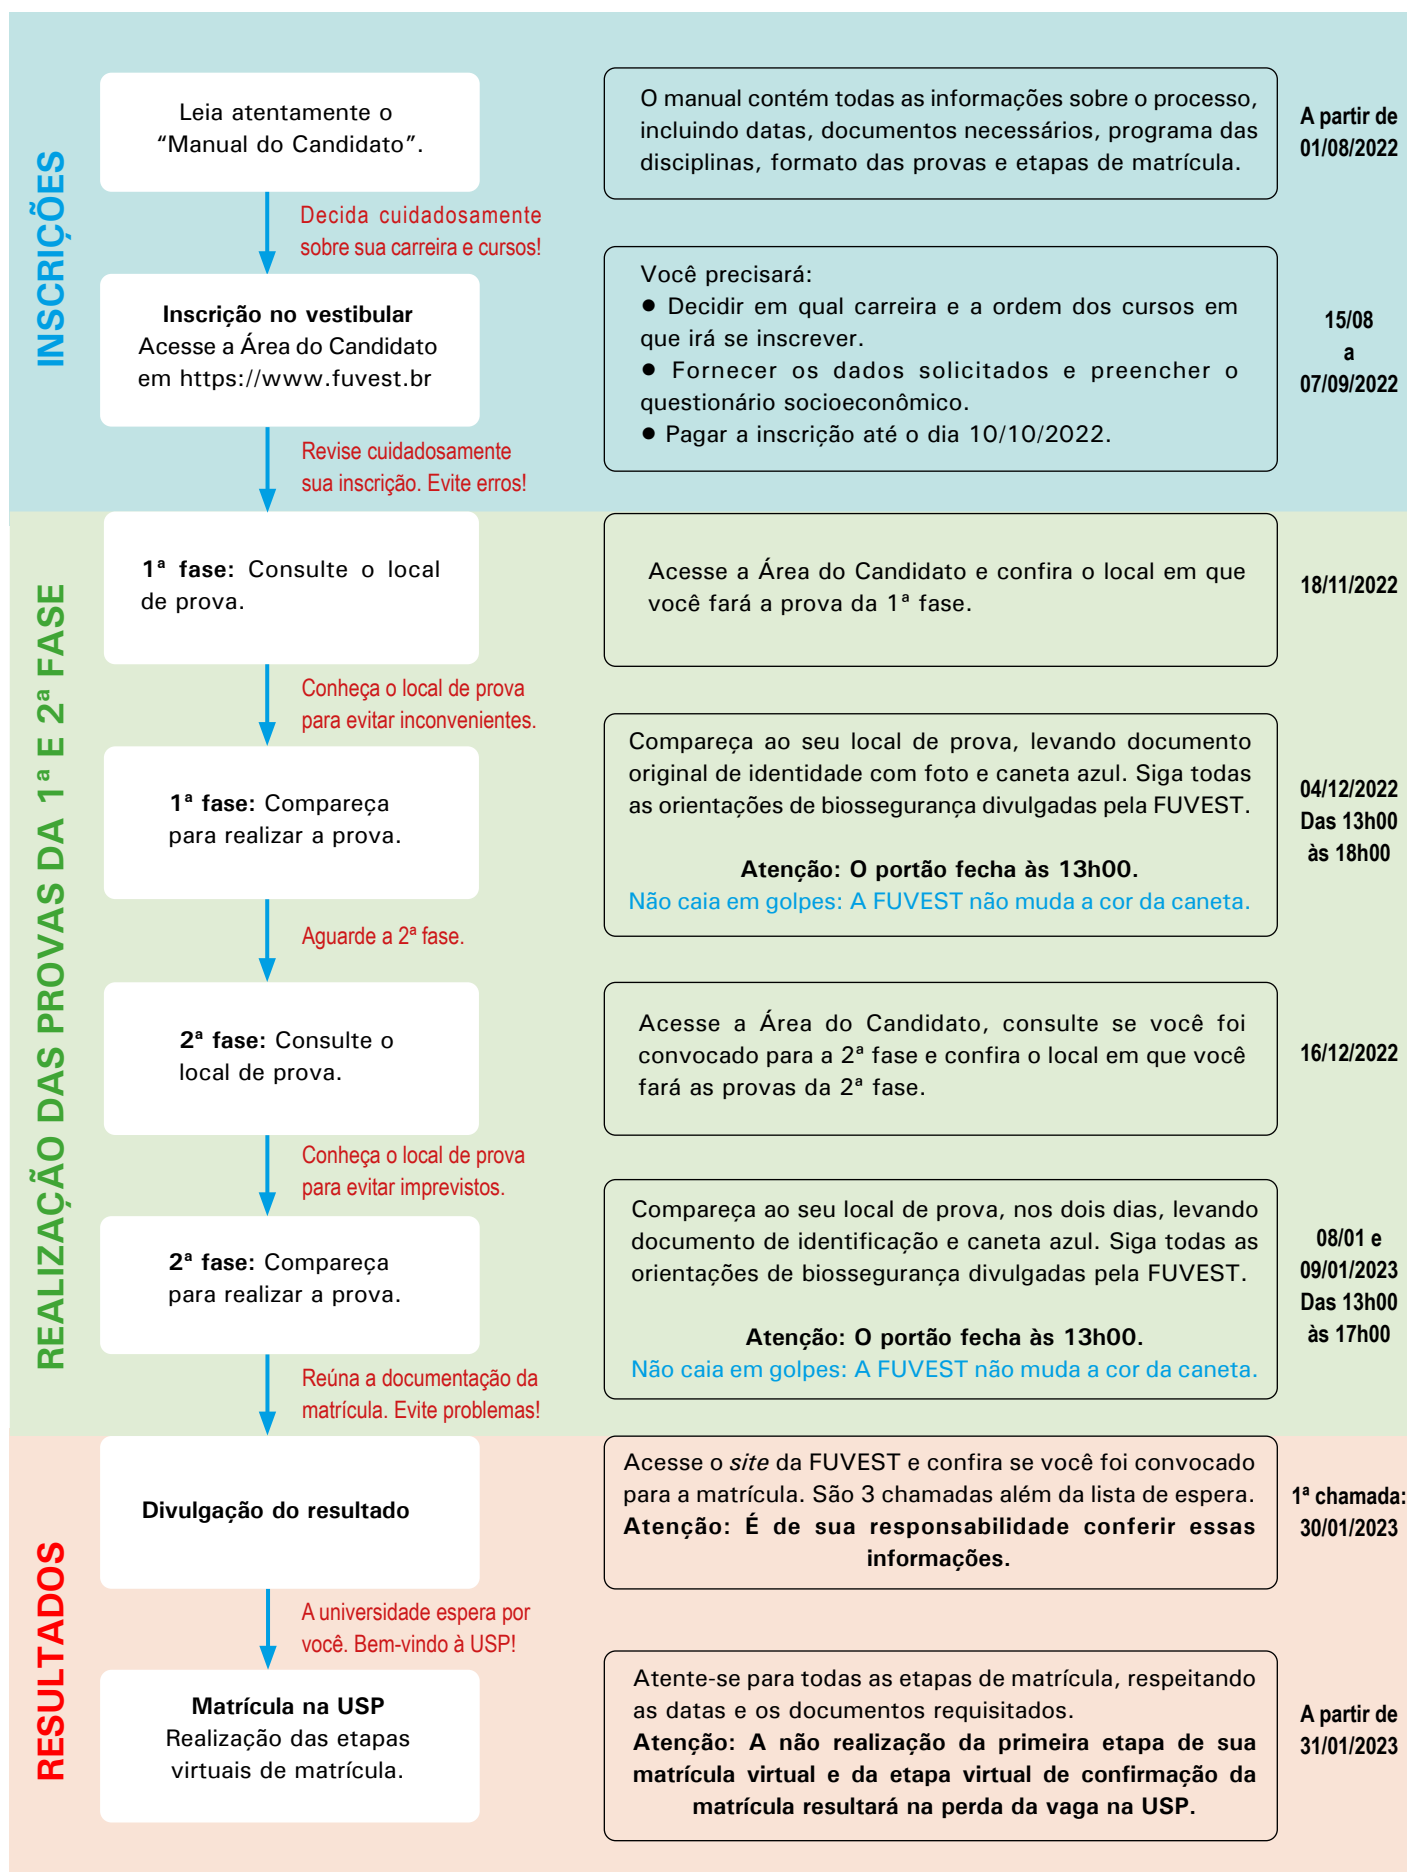 INSCRIÇÕES
Leia atentamente o
“Manual do Candidato”.
O manual contém todas as informações sobre o processo,
incluindo datas, documentos necessários, programa das
disciplinas, formato das provas e etapas de matrícula.
A partir de
01/08/2022
Decida cuidadosamente
sobre sua carreira e cursos!
Inscrição no vestibular
Acesse a Área do Candidato
em https://www.fuvest.br
Você precisará:
● Decidir em qual carreira e a ordem dos cursos em
que irá se inscrever.
● Fornecer os dados solicitados e preencher o
questionário socioeconômico.
● Pagar a inscrição até o dia 10/10/2022.
15/08
a
07/09/2022
Revise cuidadosamente
sua inscrição. Evite erros!
REALIZAÇÃO DAS PROVAS DA 1ª E 2ª FASE
1ª fase: Consulte o local
de prova.
Acesse a Área do Candidato e confira o local em que
você fará a prova da 1ª fase.
18/11/2022
Conheça o local de prova
para evitar inconvenientes.
1ª fase: Compareça
para realizar a prova.
Compareça ao seu local de prova, levando documento
original de identidade com foto e caneta azul. Siga todas
as orientações de biossegurança divulgadas pela FUVEST.
Atenção: O portão fecha às 13h00.
Não caia em golpes: A FUVEST não muda a cor da caneta.
04/12/2022
Das 13h00
às 18h00
Aguarde a 2ª fase.
2ª fase: Consulte o
local de prova.
Acesse a Área do Candidato, consulte se você foi
convocado para a 2ª fase e confira o local em que você
fará as provas da 2ª fase.
16/12/2022
Conheça o local de prova
para evitar imprevistos.
2ª fase: Compareça
para realizar a prova.
Compareça ao seu local de prova, nos dois dias, levando
documento de identificação e caneta azul. Siga todas as
orientações de biossegurança divulgadas pela FUVEST.
Atenção: O portão fecha às 13h00.
Não caia em golpes: A FUVEST não muda a cor da caneta.
08/01 e
09/01/2023
Das 13h00
às 17h00
Reúna a documentação da
matrícula. Evite problemas!
RESULTADOS
Divulgação do resultado
Acesse o site da FUVEST e confira se você foi convocado
para a matrícula. São 3 chamadas além da lista de espera.
Atenção: É de sua responsabilidade conferir essas
informações.
1ª chamada:
30/01/2023
A universidade espera por
você. Bem-vindo à USP!
Matrícula na USP
Realização das etapas
virtuais de matrícula.
Atente-se para todas as etapas de matrícula, respeitando
as datas e os documentos requisitados.
Atenção: A não realização da primeira etapa de sua
matrícula virtual e da etapa virtual de confirmação da
matrícula resultará na perda da vaga na USP.
A partir de
31/01/2023